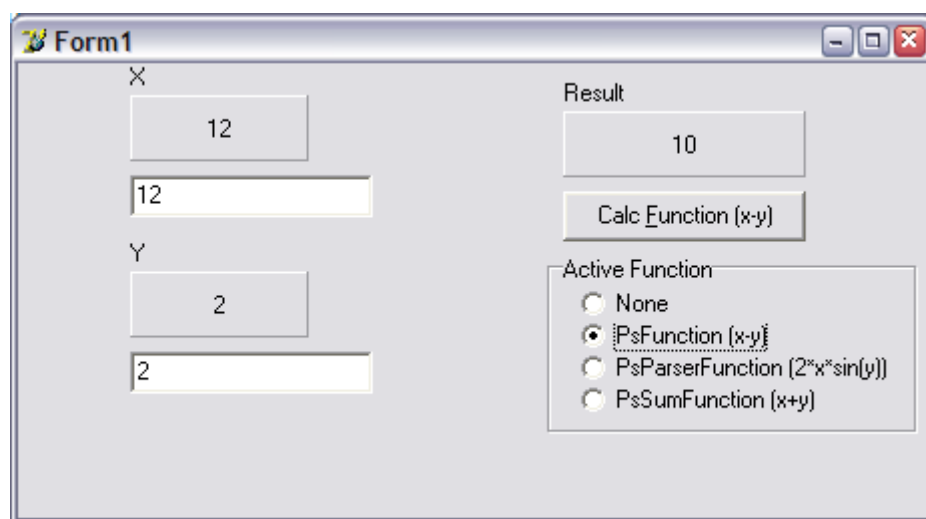 Form1
X
12
12
Y
2
2
Result
10
Calc Function (x-y)
Active Function
None
PsFunction (x-y)
PsParserFunction (2*x*sin(y))
PsSumFunction (x+y)